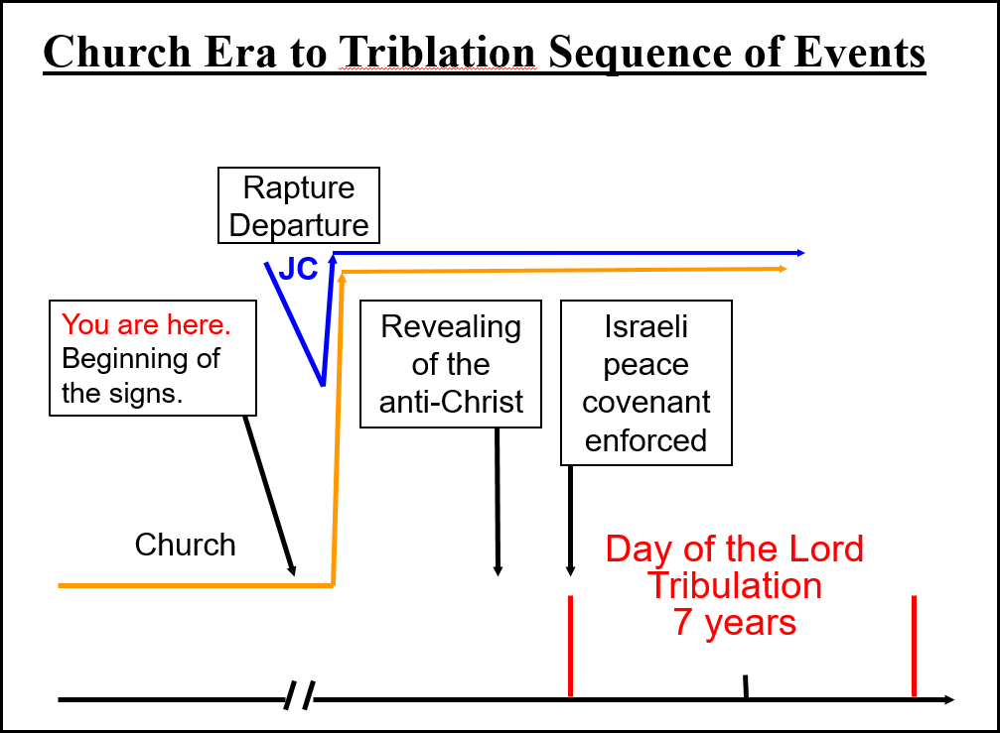 Church Era to Triblation Sequence of Events
Rapture
Departure
JC
You are here.
Beginning of
the signs.
Revealing
of the
anti-Christ
Israeli
peace
covenant
enforced
Church
Day of the Lord
Tribulation
7 years